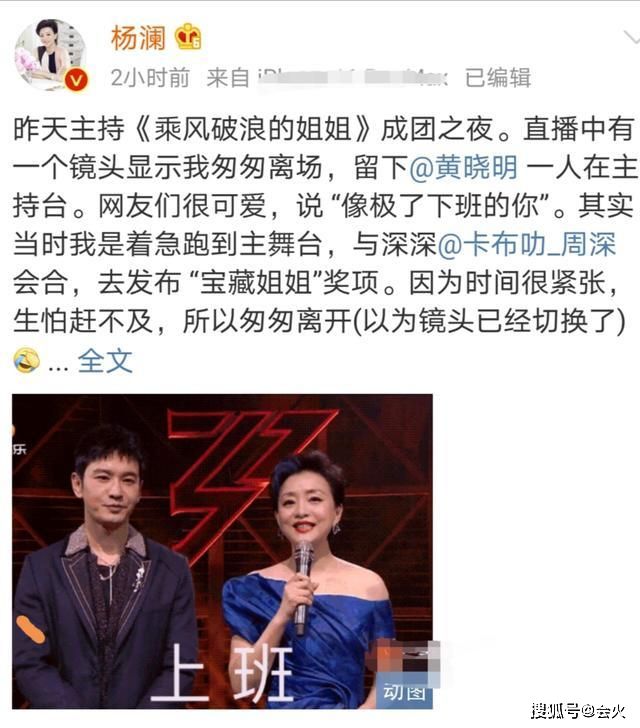 杨澜
2小时前 来自 已编辑
昨天主持《乘风破浪的姐姐》成团之夜。直播中有
一个镜头显示我匆匆离场，留下@黄晓明 一人在主
持台。网友们很可爱，说 “像极了下班的你”。其实
当时我是着急跑到主舞台，与深深@卡布叻_周深
会合，去发布 “宝藏姐姐”奖项。因为时间很紧张，
生怕赶不及，所以匆匆离开(以为镜头已经切换了)
... 全文
乐
上班
动图
搜狐号@会火